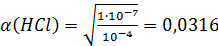 α(HCl) = √(1·10⁻⁷ / 10⁻⁴) = 0,0316